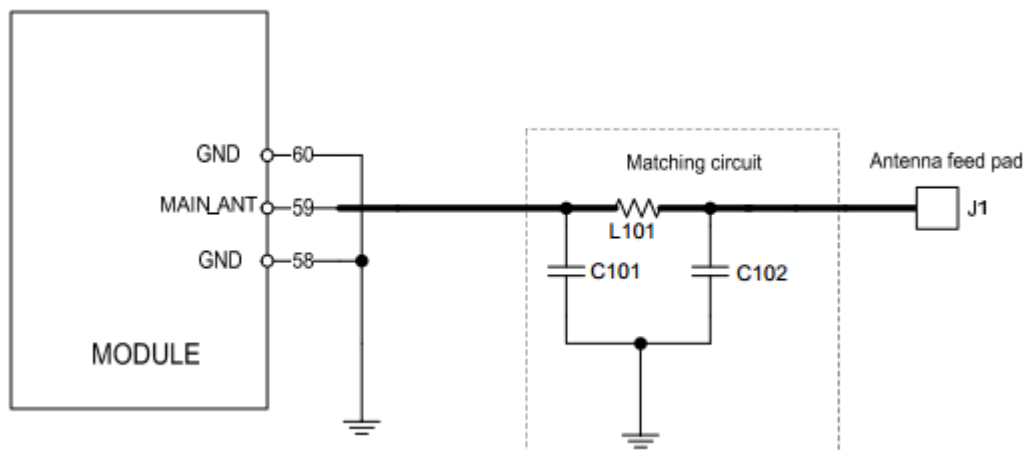 GND 60
MAIN_ANT 59
GND 58
MODULE
Matching circuit
L101
C101
C102
Antenna feed pad
J1